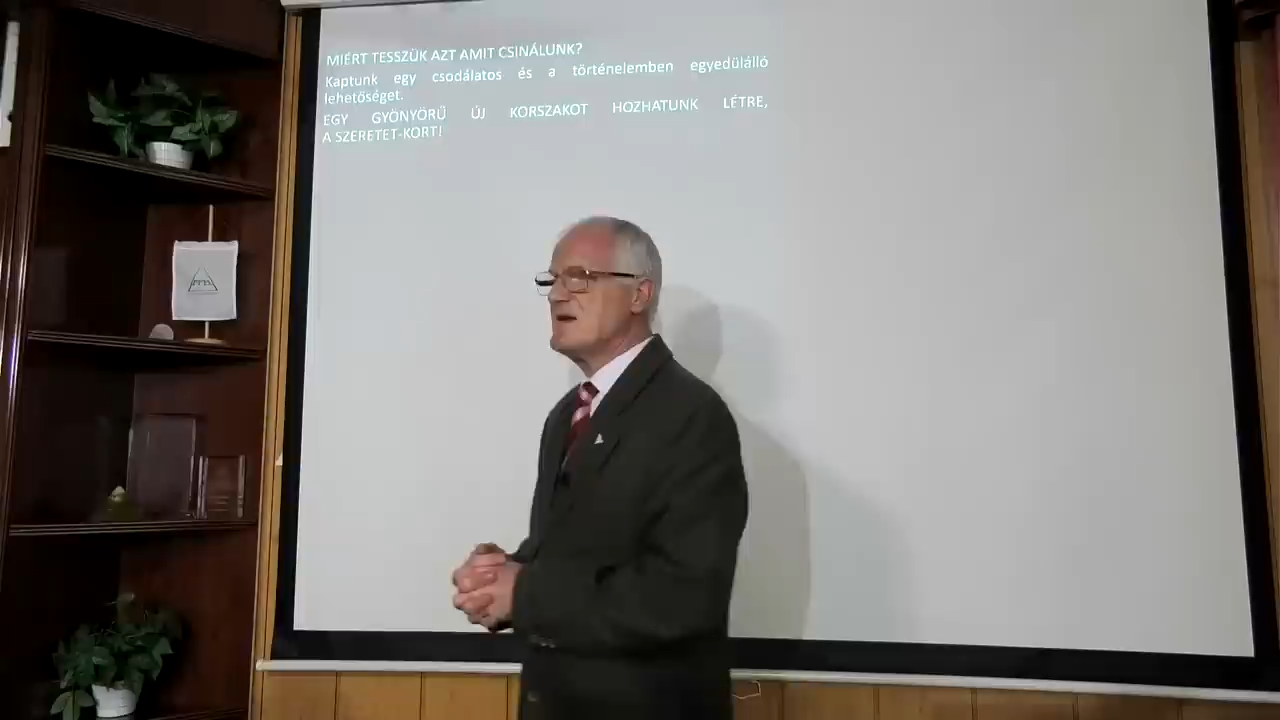 MIÉRT TESSZÜK AZT AMIT CSINÁLUNK?
Kaptunk egy csodálatos és a történelemben egyedülálló
lehetőséget.
EGY GYÖNYÖRŰ ÚJ KORSZAKOT HOZHATUNK LÉTRE,
A SZERETET-KORT!